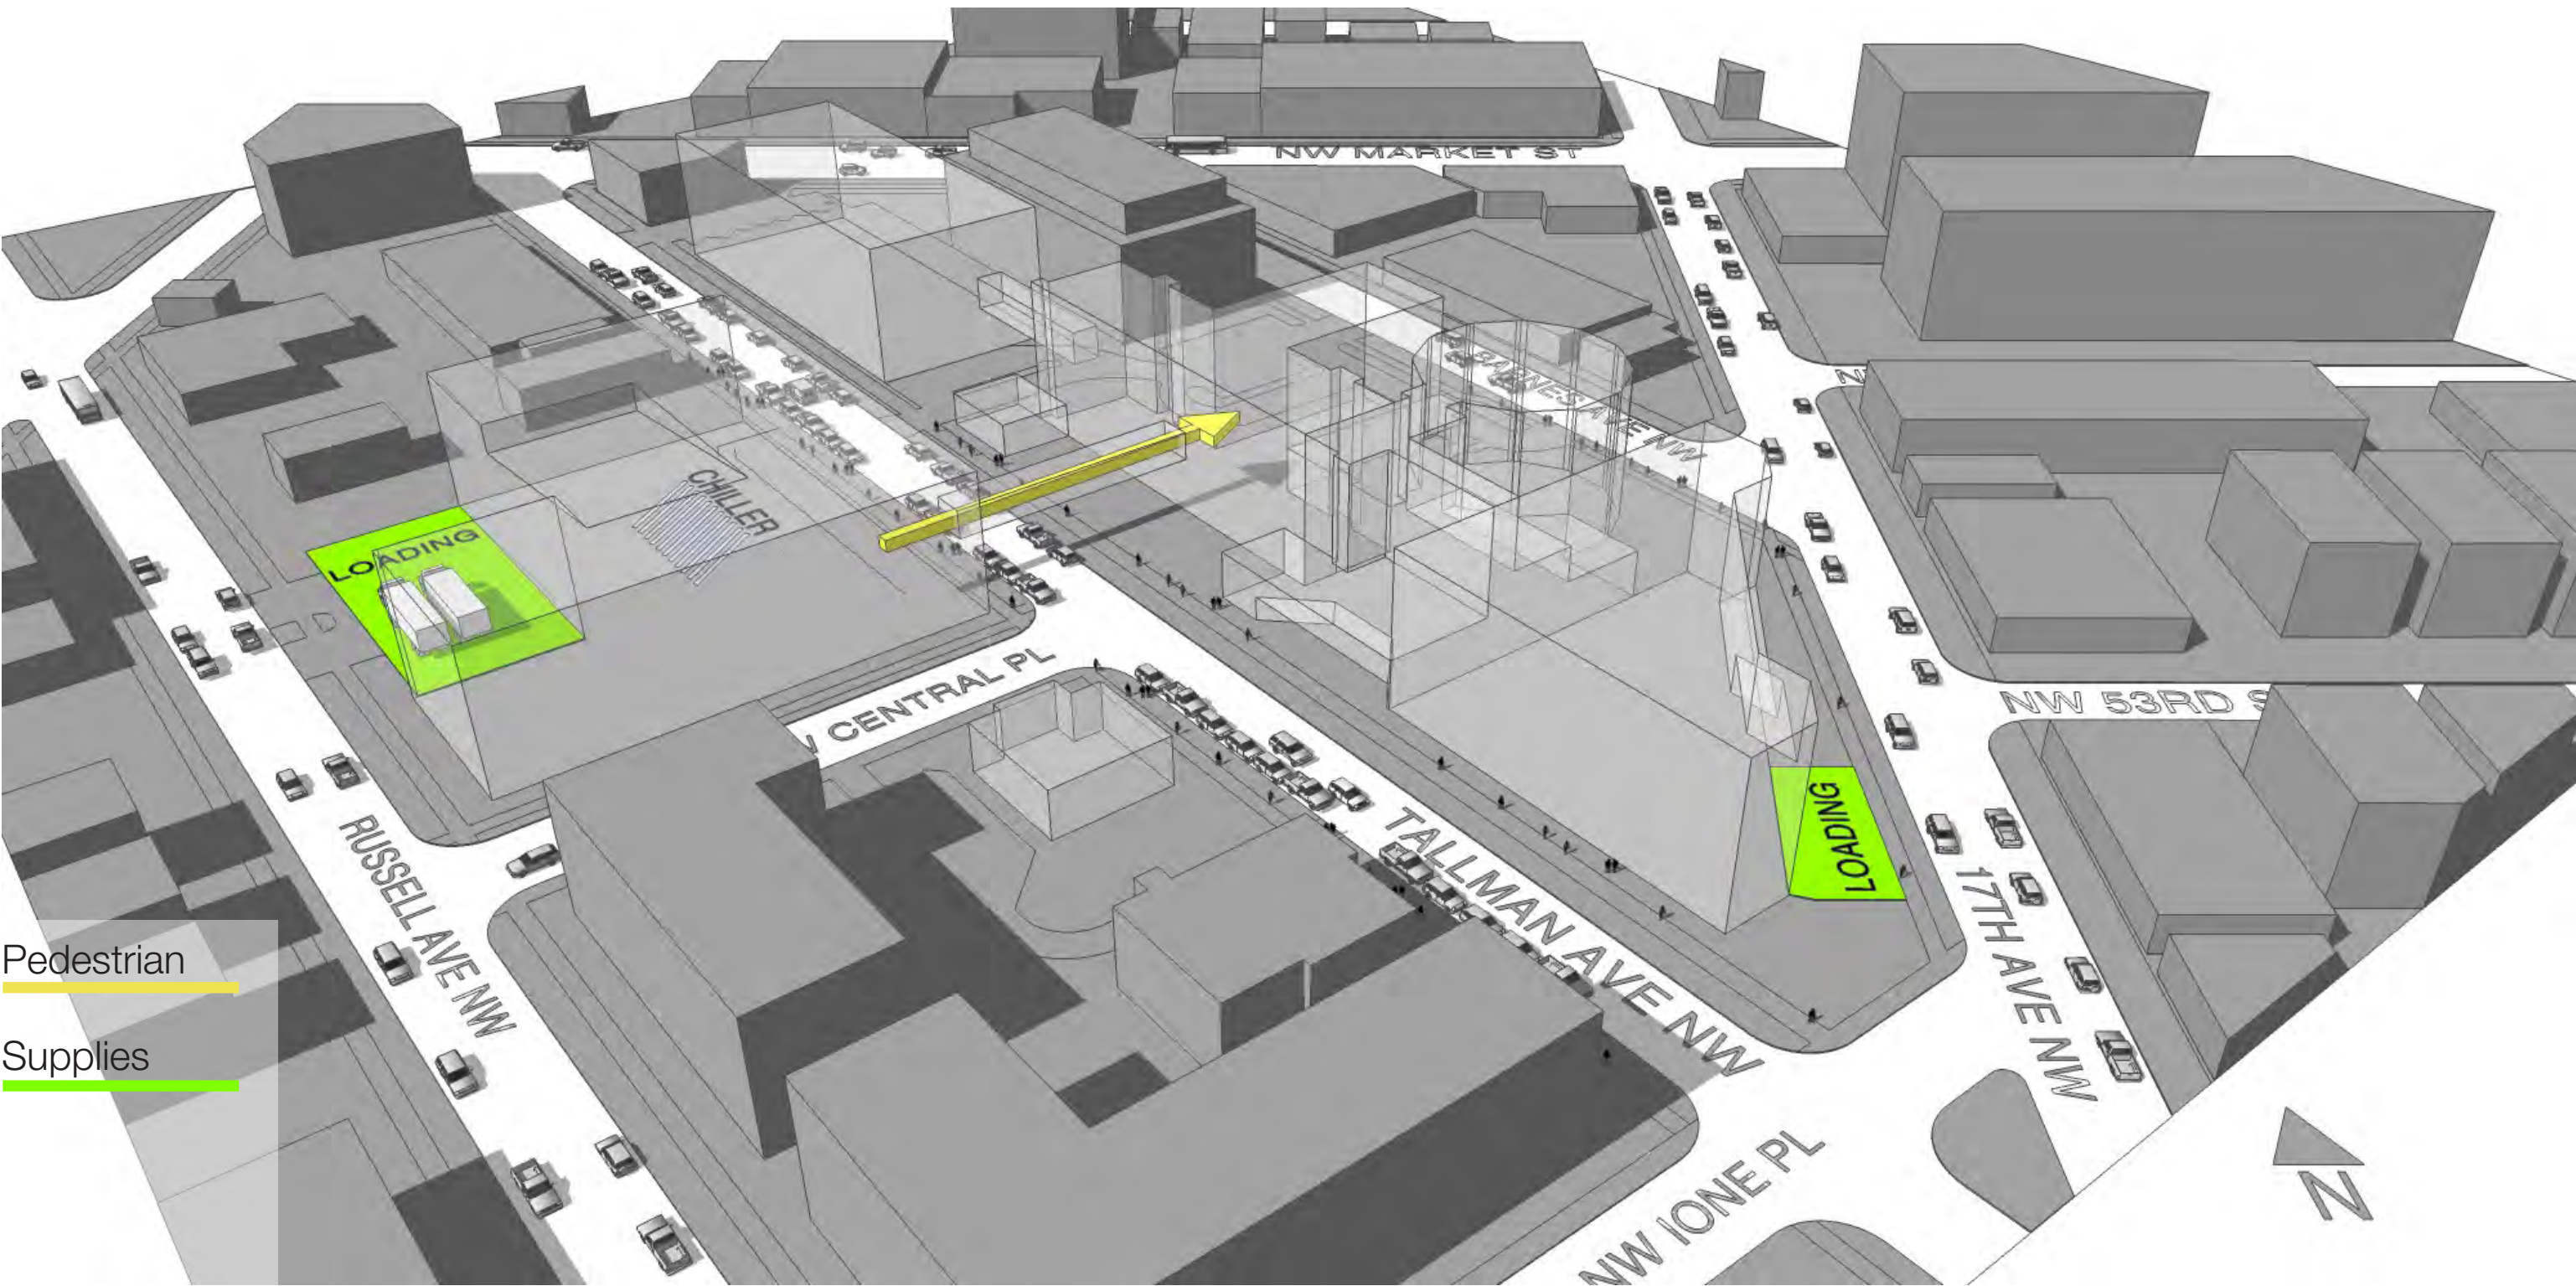 NW MARKET ST
BARNES AVE NW
CHILLER
LOADING
CENTRAL PL
NW 53RD S
LOADING
TALLMAN AVE NW
RUSSELL AVE NW
17TH AVE NW
Pedestrian
Supplies
NW IONE PL
N